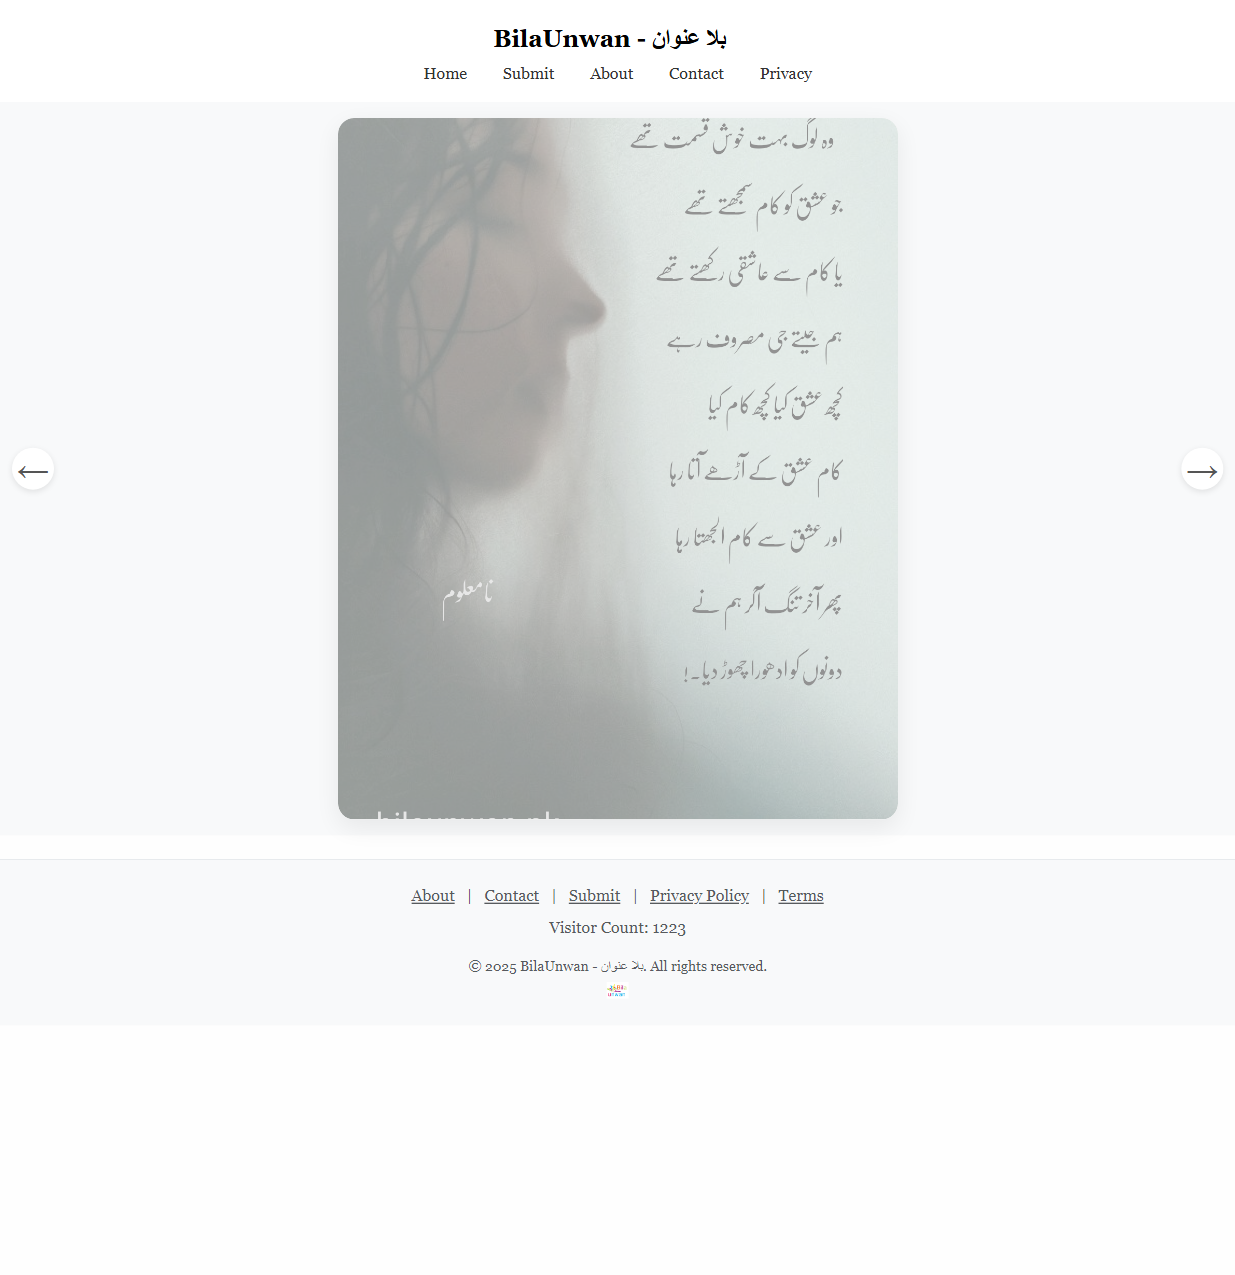 BilaUnwan - بلا عنوان
Home Submit About Contact Privacy
وہ لوگ بہت خوش قسمت تھے
جو عشق کو کام سمجھتے تھے
یا کام سے عاشقی رکھتے تھے
ہم جیتے جی مصروف رہے
کچھ عشق کیا کچھ کام کیا
کام عشق کے آڑھے آتا رہا
اور عشق سے کام الجھتا رہا
پھر آخر تنگ آکر ہم نے
دونوں کو ادھورا چھوڑ دیا۔!
نامعلوم
←
→
About | Contact | Submit | Privacy Policy | Terms
Visitor Count: 1223
© 2025 BilaUnwan - بلا عنوان. All rights reserved.